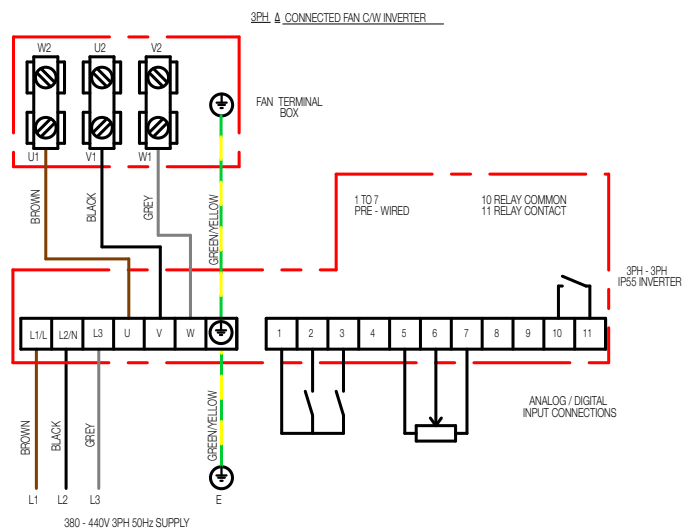 3PH Δ CONNECTED FAN C/W INVERTER
W2 U2 V2
FAN TERMINAL
BOX
U1 V1 W1
BROWN
BLACK
GREY
GREEN/YELLOW
1 TO 7
PRE - WIRED
10 RELAY COMMON
11 RELAY CONTACT
3PH - 3PH
IP55 INVERTER
L1/L L2/N L3 U V W
1 2 3 4 5 6 7 8 9 10 11
ANALOG / DIGITAL
INPUT CONNECTIONS
BROWN
BLACK
GREY
GREEN/YELLOW
L1 L2 L3 E
380 - 440V 3PH 50Hz SUPPLY